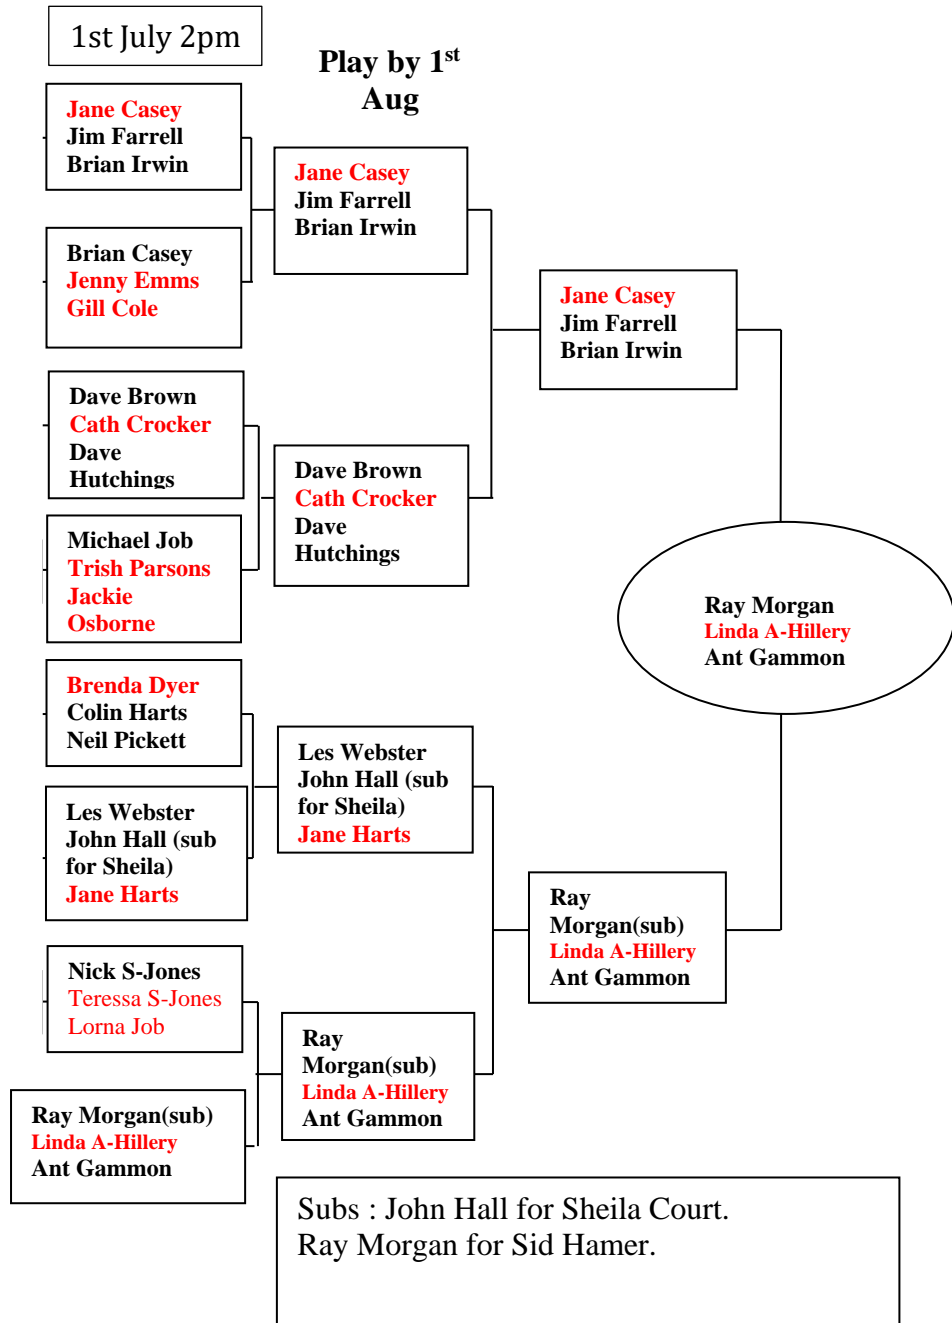 1st July 2pm
Play by 1st
Aug
Jane Casey
Jim Farrell
Brian Irwin
Brian Casey
Jenny Emms
Gill Cole
Dave Brown
Cath Crocker
Dave
Hutchings
Michael Job
Trish Parsons
Jackie
Osborne
Brenda Dyer
Colin Harts
Neil Pickett
Les Webster
John Hall (sub
for Sheila)
Jane Harts
Nick S-Jones
Teressa S-Jones
Lorna Job
Ray Morgan(sub)
Linda A-Hillery
Ant Gammon
Jane Casey
Jim Farrell
Brian Irwin
Dave Brown
Cath Crocker
Dave
Hutchings
Les Webster
John Hall (sub
for Sheila)
Jane Harts
Ray
Morgan(sub)
Linda A-Hillery
Ant Gammon
Jane Casey
Jim Farrell
Brian Irwin
Ray
Morgan(sub)
Linda A-Hillery
Ant Gammon
Ray Morgan
Linda A-Hillery
Ant Gammon
Subs : John Hall for Sheila Court.
Ray Morgan for Sid Hamer.